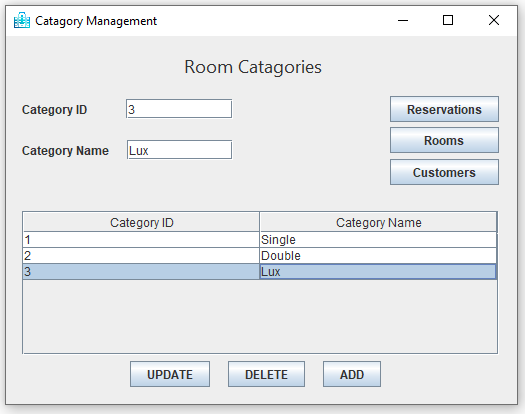 Catagory Management
Room Catagories
Category ID 3
Reservations
Rooms
Category Name Lux
Customers
Category ID Category Name
1 Single
2 Double
3 Lux
UPDATE DELETE ADD